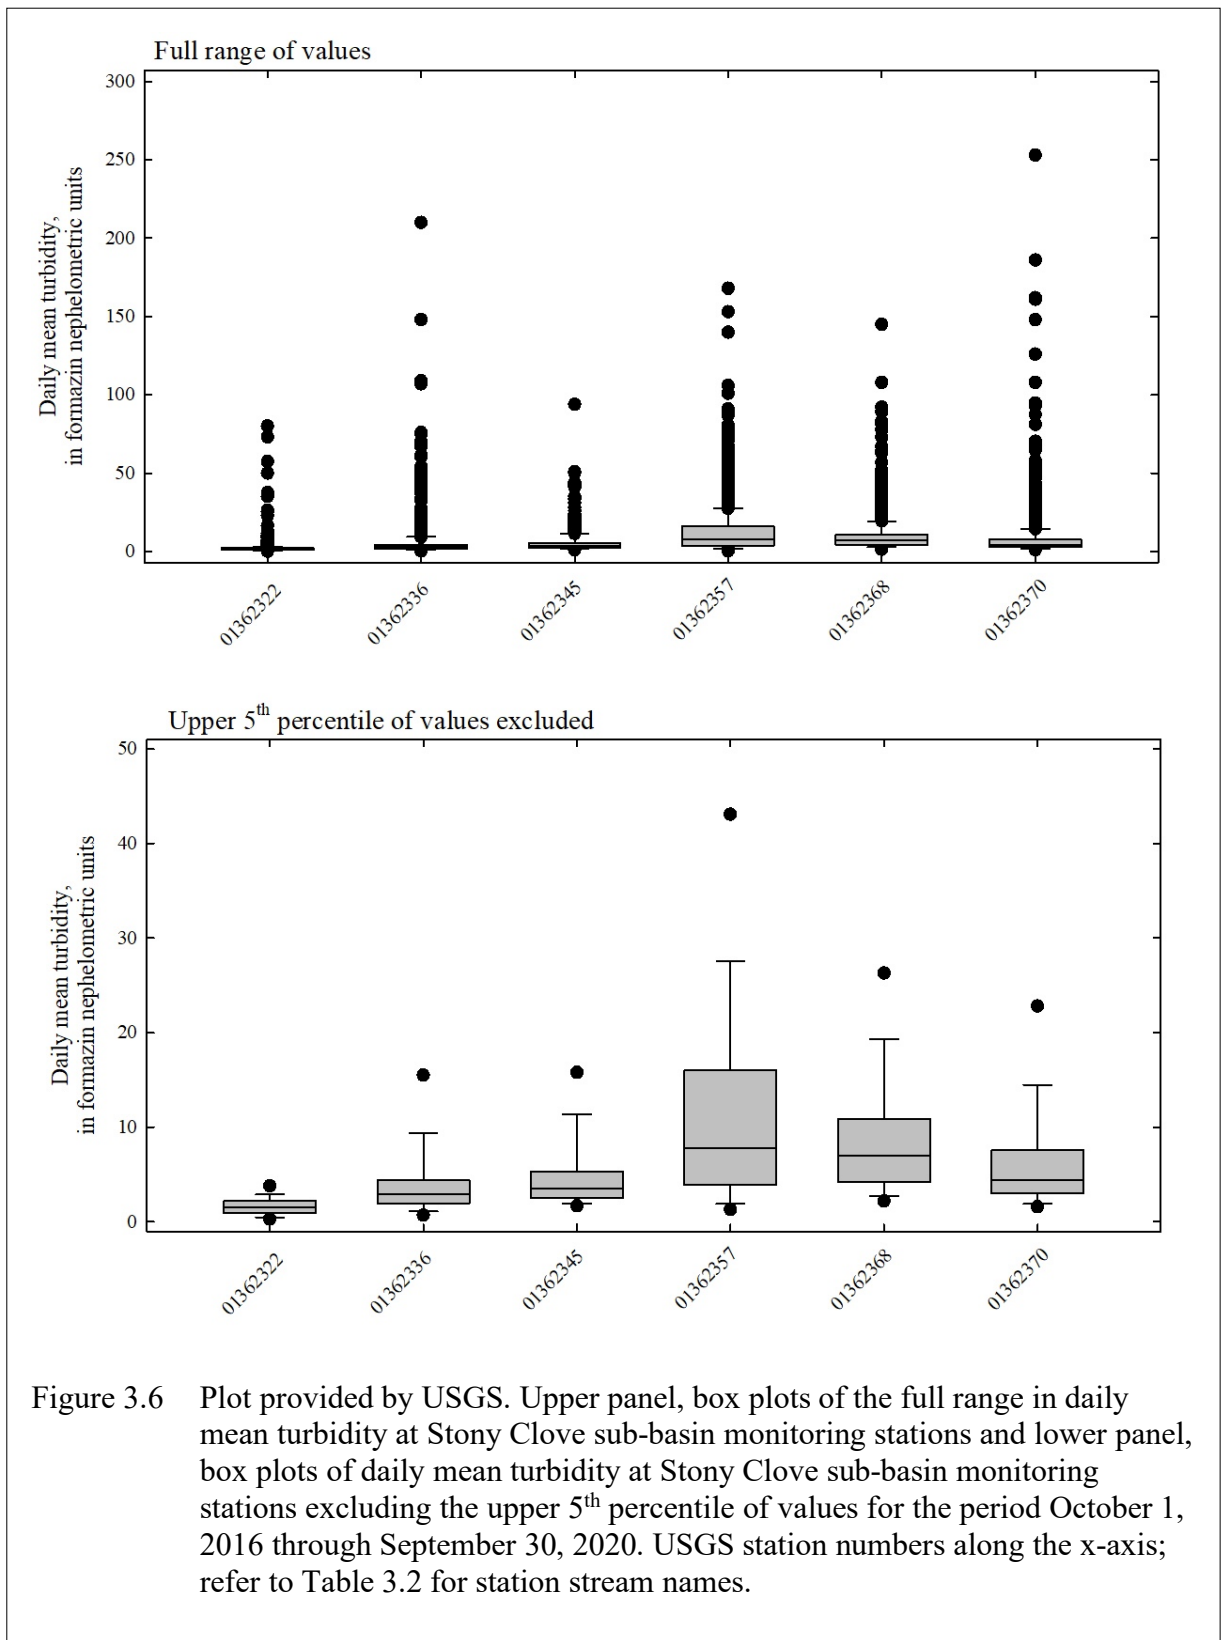 Full range of values
300
250
200
150
100
50
0
Daily mean turbidity,
in formazin nephelometric units
01362322
01362336
01362345
01362357
01362368
01362370
Upper 5th percentile of values excluded
50
40
30
20
10
0
Daily mean turbidity,
in formazin nephelometric units
01362322
01362336
01362345
01362357
01362368
01362370
Figure 3.6 Plot provided by USGS. Upper panel, box plots of the full range in daily
mean turbidity at Stony Clove sub-basin monitoring stations and lower panel,
box plots of daily mean turbidity at Stony Clove sub-basin monitoring
stations excluding the upper 5th percentile of values for the period October 1,
2016 through September 30, 2020. USGS station numbers along the x-axis;
refer to Table 3.2 for station stream names.